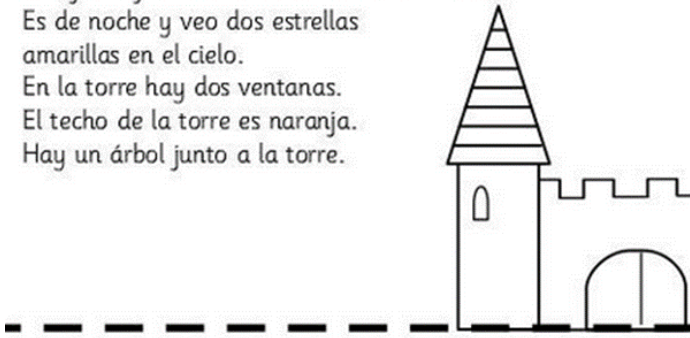 Es de noche y veo dos estrellas
amarillas en el cielo.
En la torre hay dos ventanas.
El techo de la torre es naranja.
Hay un árbol junto a la torre.